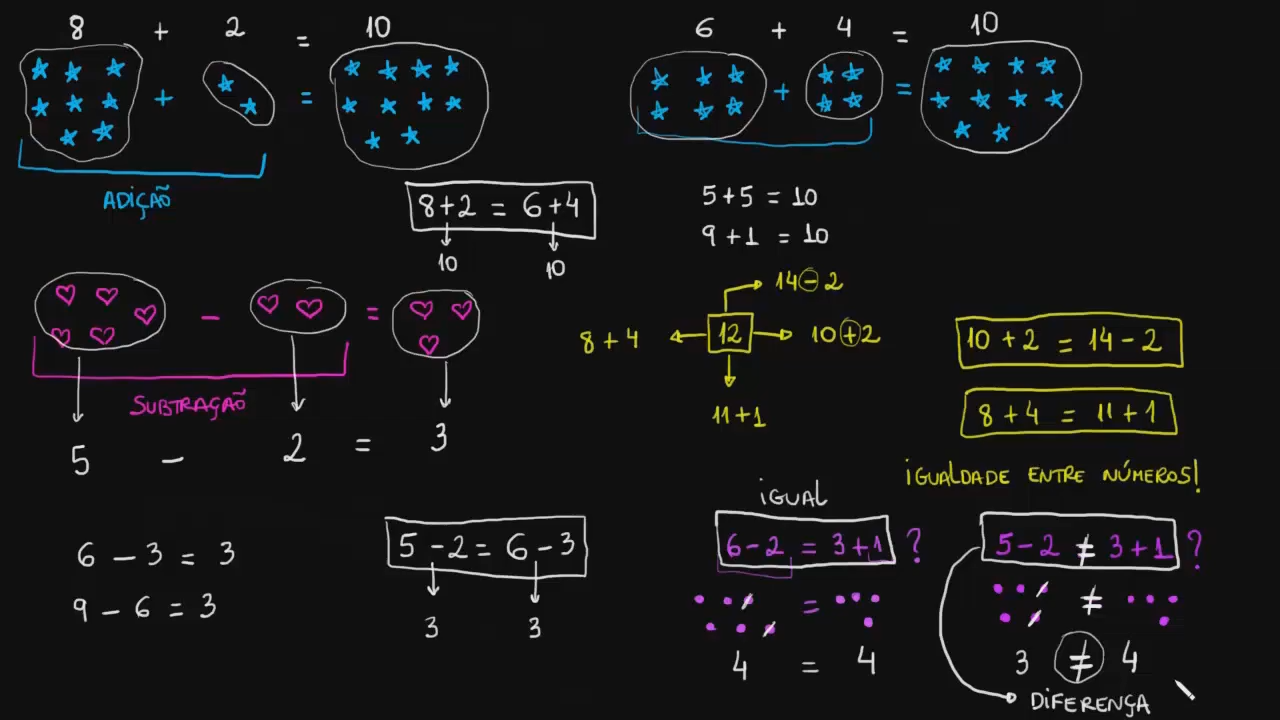 8 + 2 = 10
+ =
ADIÇÃO
6 + 4 = 10
+ =
8+2 = 6+4
10 10
5+5 = 10
9+1 = 10
- =
SUBTRAÇÃO
5 - 2 = 3
14-2
8+4 12 10+2
11+1
10+2 = 14-2
8+4 = 11+1
iGUALDADE ENTRE NÚMEROS!
6-3 = 3
9-6 = 3
5-2 = 6-3
3 3
iGUAL
6-2 = 3+1 ?
=
4 = 4
5-2 ≠ 3+1 ?
≠
3 ≠ 4
DiFERENÇA